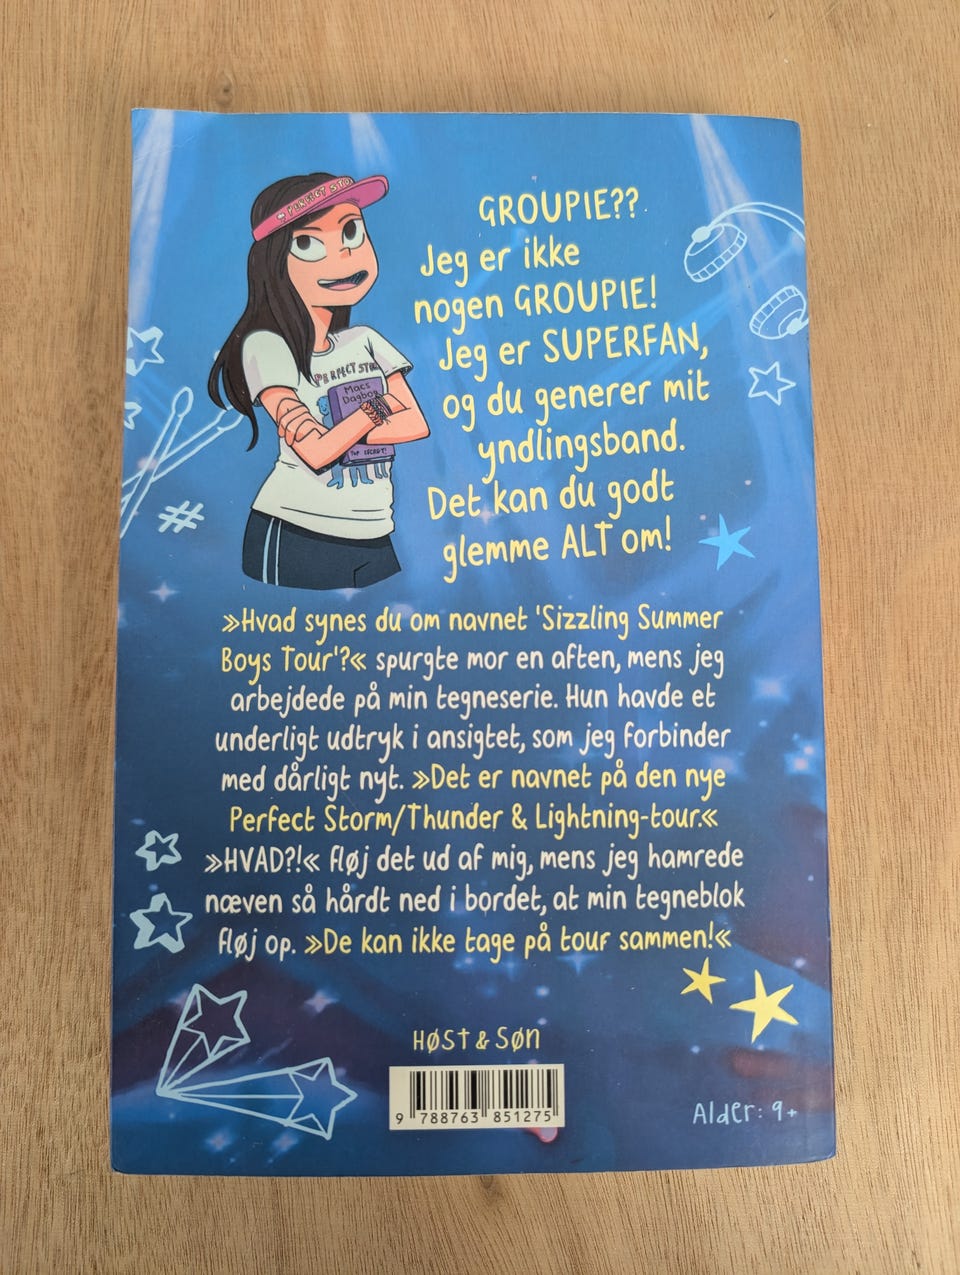 PERFECT STO
GROUPIE??
Jeg er ikke
nogen GROUPIE!
Jeg er SUPERFAN,
og du generer mit
yndlingsband.
Det kan du godt
glemme ALT om!
PERFECT STO
Macs
Dagbog
TOP SECRET!
#
»Hvad synes du om navnet 'Sizzling Summer
Boys Tour'?« spurgte mor en aften, mens jeg
arbejdede på min tegneserie. Hun havde et
underligt udtryk i ansigtet, som jeg forbinder
med dårligt nyt. »Det er navnet på den nye
Perfect Storm/Thunder & Lightning-tour.«
»HVAD?!« fløj det ud af mig, mens jeg hamrede
næven så hårdt ned i bordet, at min tegneblok
fløj op. »De kan ikke tage på tour sammen!«
HØST & SØN
9 788763 851275
Alder: 9+